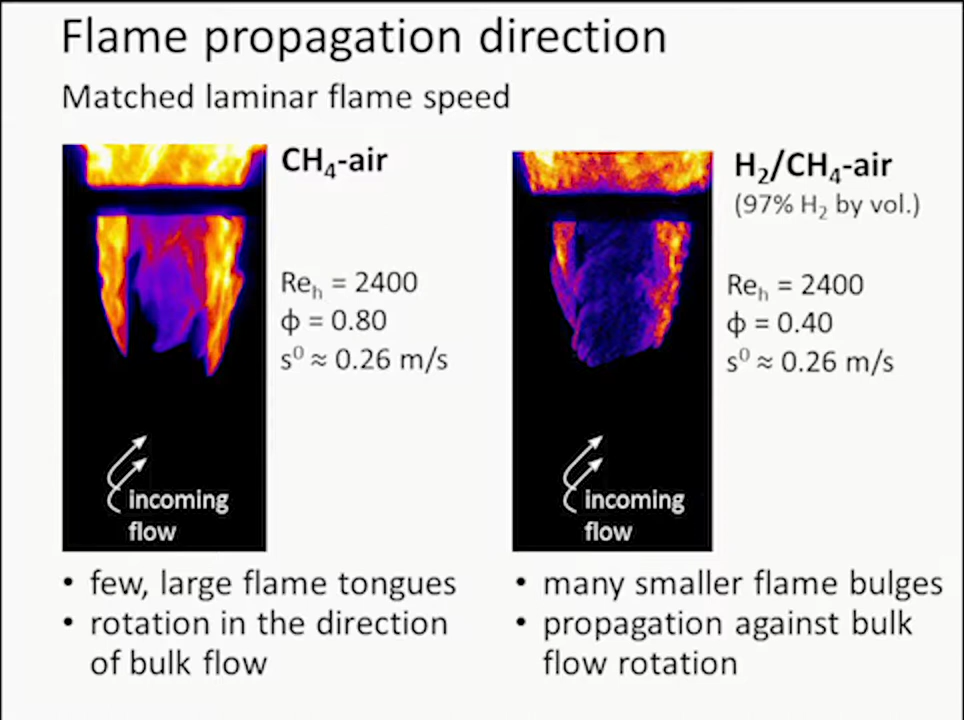 Flame propagation direction
Matched laminar flame speed
CH₄-air
Reₕ = 2400
ϕ = 0.80
s⁰ ≈ 0.26 m/s
incoming
flow
• few, large flame tongues
• rotation in the direction
of bulk flow
H₂/CH₄-air
(97% H₂ by vol.)
Reₕ = 2400
ϕ = 0.40
s⁰ ≈ 0.26 m/s
incoming
flow
• many smaller flame bulges
• propagation against bulk
flow rotation